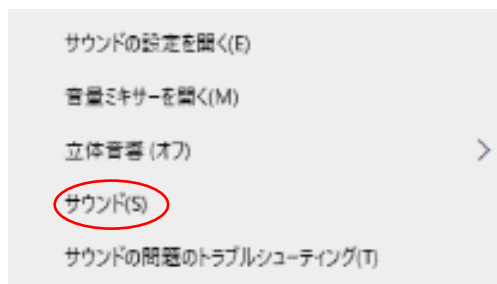 サウンドの設定を開く(E)
音量ミキサーを開く(M)
立体音響 (オフ)
サウンド(S)
サウンドの問題のトラブルシューティング(T)